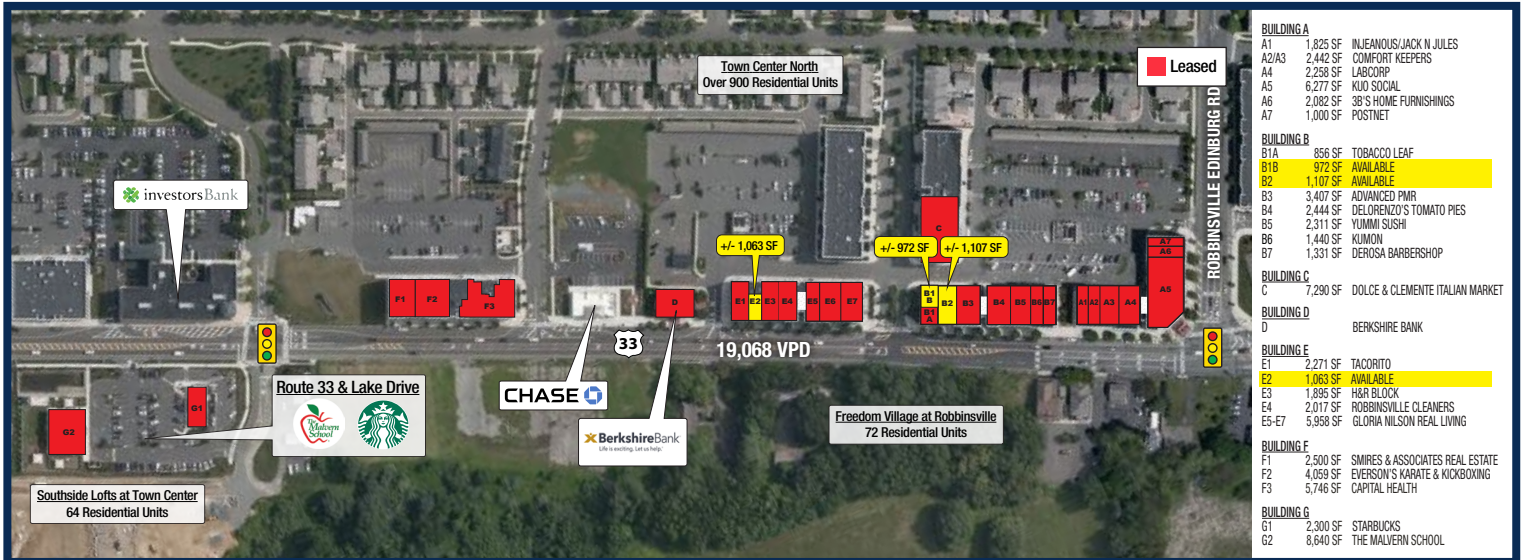 Town Center North
Over 900 Residential Units
Leased
ROBBINSVILLE EDINBURG RD
investorsBank
+/- 1,063 SF
+/- 972 SF
+/- 1,107 SF
C
A7
A6
A5
F1
F2
F3
D
E1
E2
E3
E4
E5
E6
E7
B1
B
B1
A
B2
B3
B4
B5
B6
B7
A1
A2
A3
A4
33
19,068 VPD
Route 33 & Lake Drive
The
Malvern
School
G1
G2
CHASE
BerkshireBank
Life is exciting. Let us help.
Freedom Village at Robbinsville
72 Residential Units
Southside Lofts at Town Center
64 Residential Units
BUILDING A
A1 1,825 SF INJEANOUS/JACK N JULES
A2/A3 2,442 SF COMFORT KEEPERS
A4 2,258 SF LABCORP
A5 6,277 SF KUO SOCIAL
A6 2,082 SF 3B'S HOME FURNISHINGS
A7 1,000 SF POSTNET
BUILDING B
B1A 856 SF TOBACCO LEAF
B1B 972 SF AVAILABLE
B2 1,107 SF AVAILABLE
B3 3,407 SF ADVANCED PMR
B4 2,444 SF DELORENZO'S TOMATO PIES
B5 2,311 SF YUMMI SUSHI
B6 1,440 SF KUMON
B7 1,331 SF DEROSA BARBERSHOP
BUILDING C
C 7,290 SF DOLCE & CLEMENTE ITALIAN MARKET
BUILDING D
D BERKSHIRE BANK
BUILDING E
E1 2,271 SF TACORITO
E2 1,063 SF AVAILABLE
E3 1,895 SF H&R BLOCK
E4 2,017 SF ROBBINSVILLE CLEANERS
E5-E7 5,958 SF GLORIA NILSON REAL LIVING
BUILDING F
F1 2,500 SF SMIRES & ASSOCIATES REAL ESTATE
F2 4,059 SF EVERSON'S KARATE & KICKBOXING
F3 5,746 SF CAPITAL HEALTH
BUILDING G
G1 2,300 SF STARBUCKS
G2 8,640 SF THE MALVERN SCHOOL